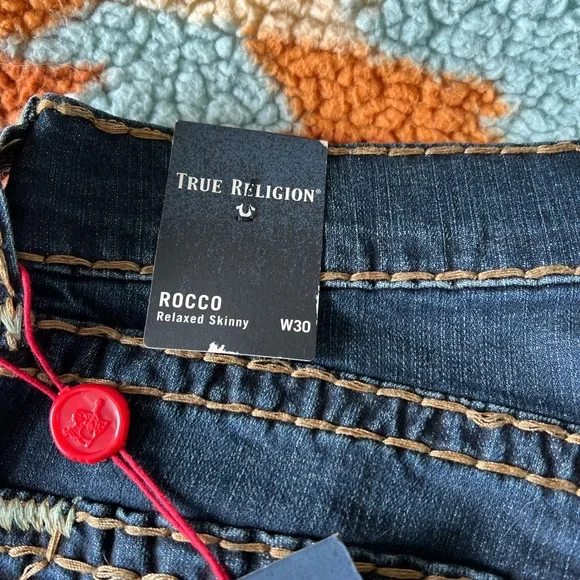 TRUE RELIGION®
ROCCO
Relaxed Skinny W30